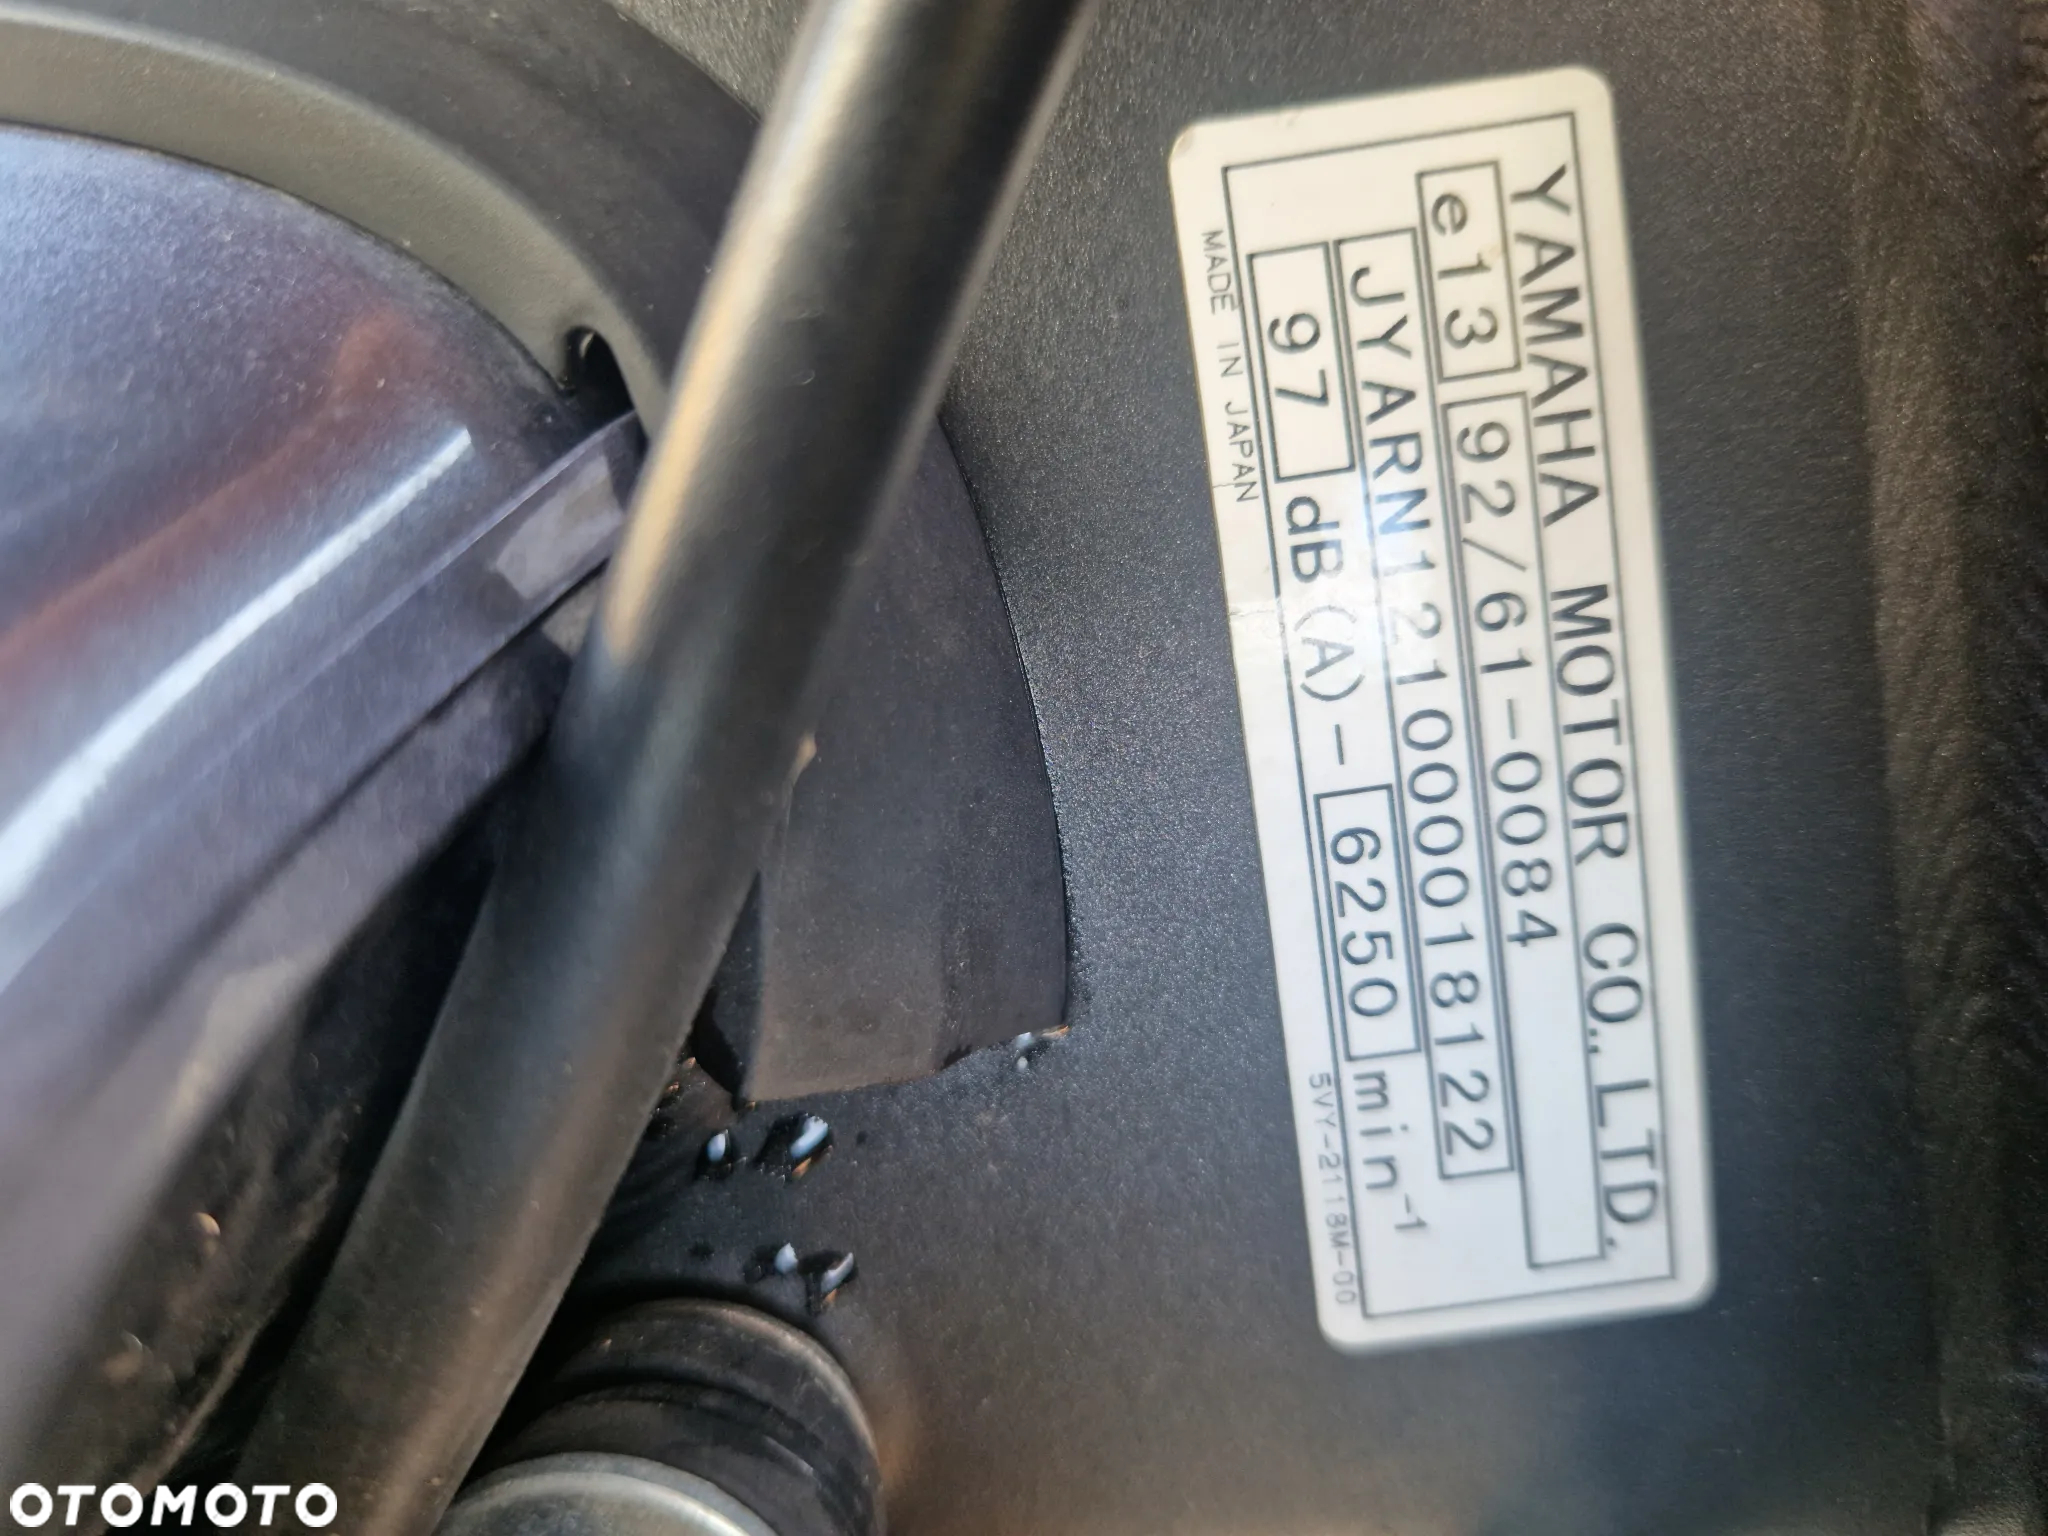 YAMAHA MOTOR CO., LTD.
e13 92/61-0084
JYARN121000018122
97 dB(A) - 6250 min-1
MADE IN JAPAN 5VY-2118M-00
OTOMOTO